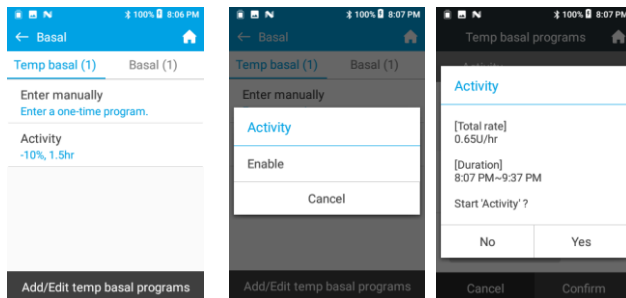 100% 8:06 PM
Basal
Temp basal (1) Basal (1)
Enter manually
Enter a one-time program.
Activity
-10%, 1.5hr
Add/Edit temp basal programs
100% 8:07 PM
Basal
Temp basal (1) Basal (1)
Enter manually
Activity
Enable
Cancel
Add/Edit temp basal programs
100% 8:07 PM
Temp basal programs
Activity
Activity
[Total rate]
0.65U/hr
[Duration]
8:07 PM~9:37 PM
Start 'Activity' ?
No Yes
Cancel Confirm